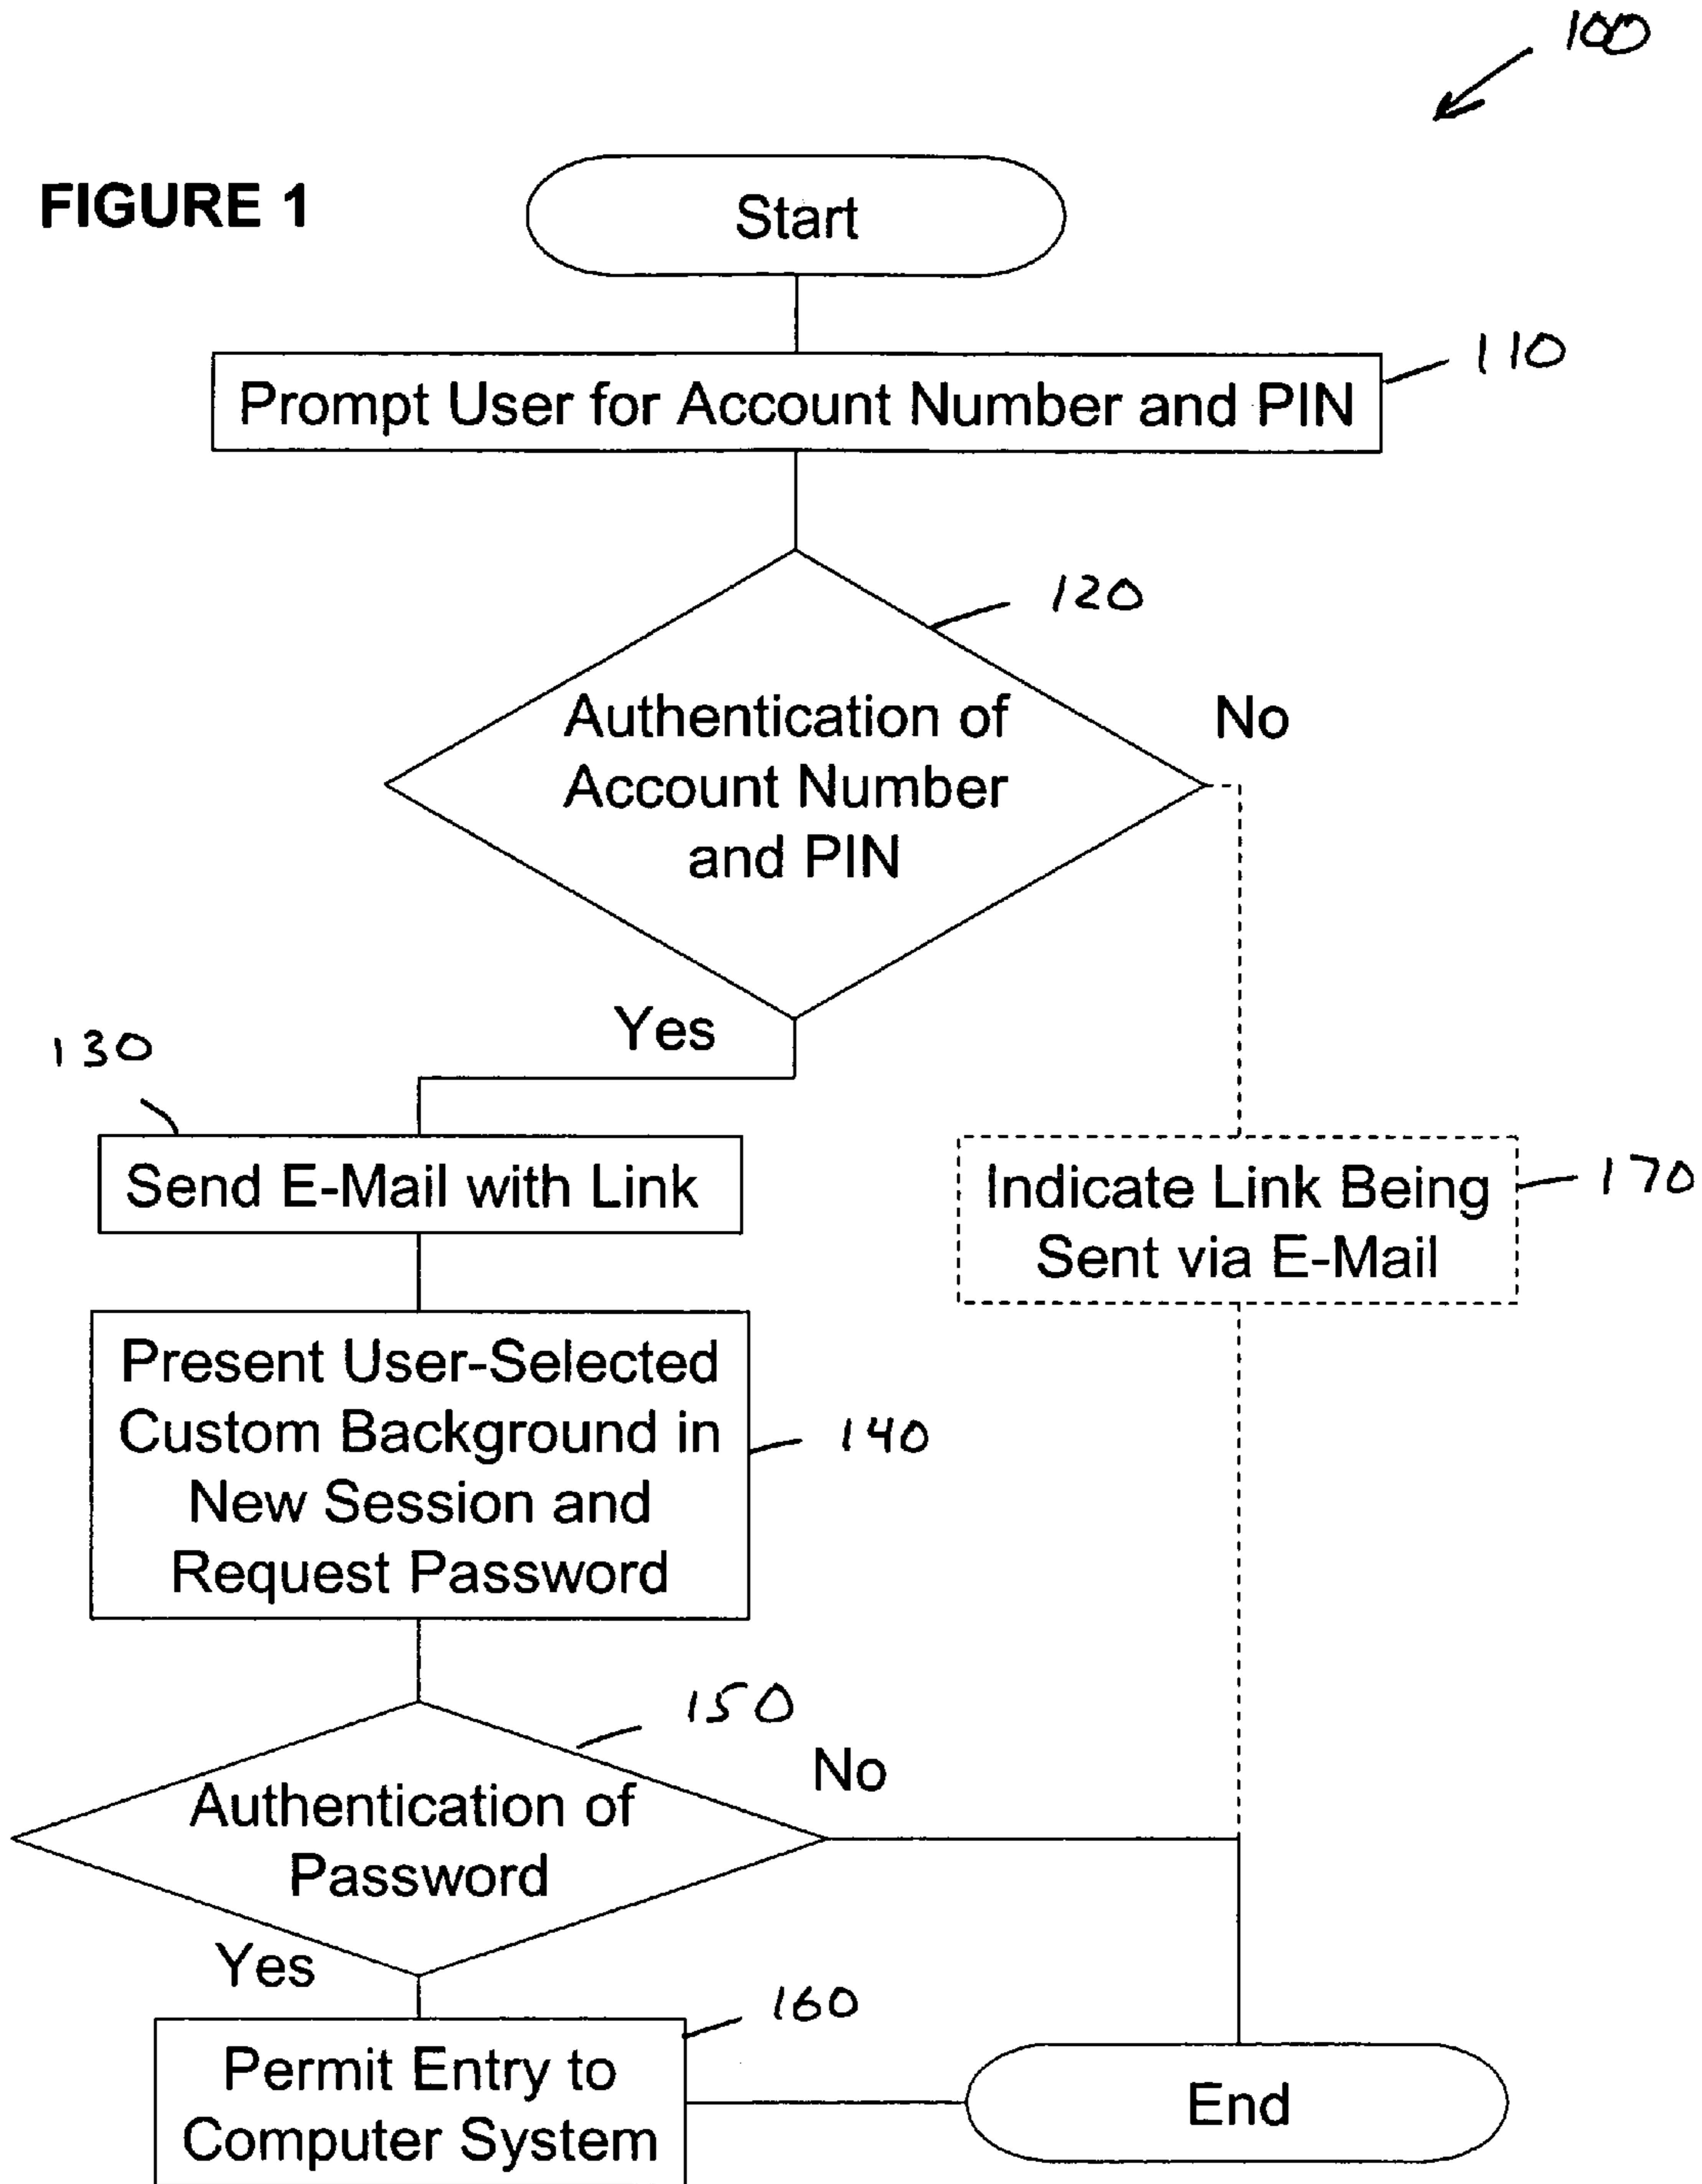 100
FIGURE 1
Start
Prompt User for Account Number and PIN
110
120
Authentication of
Account Number
and PIN
No
Yes
130
Send E-Mail with Link
Indicate Link Being
Sent via E-Mail
170
Present User-Selected
Custom Background in
New Session and
Request Password
140
150
No
Authentication of
Password
Yes
160
Permit Entry to
Computer System
End